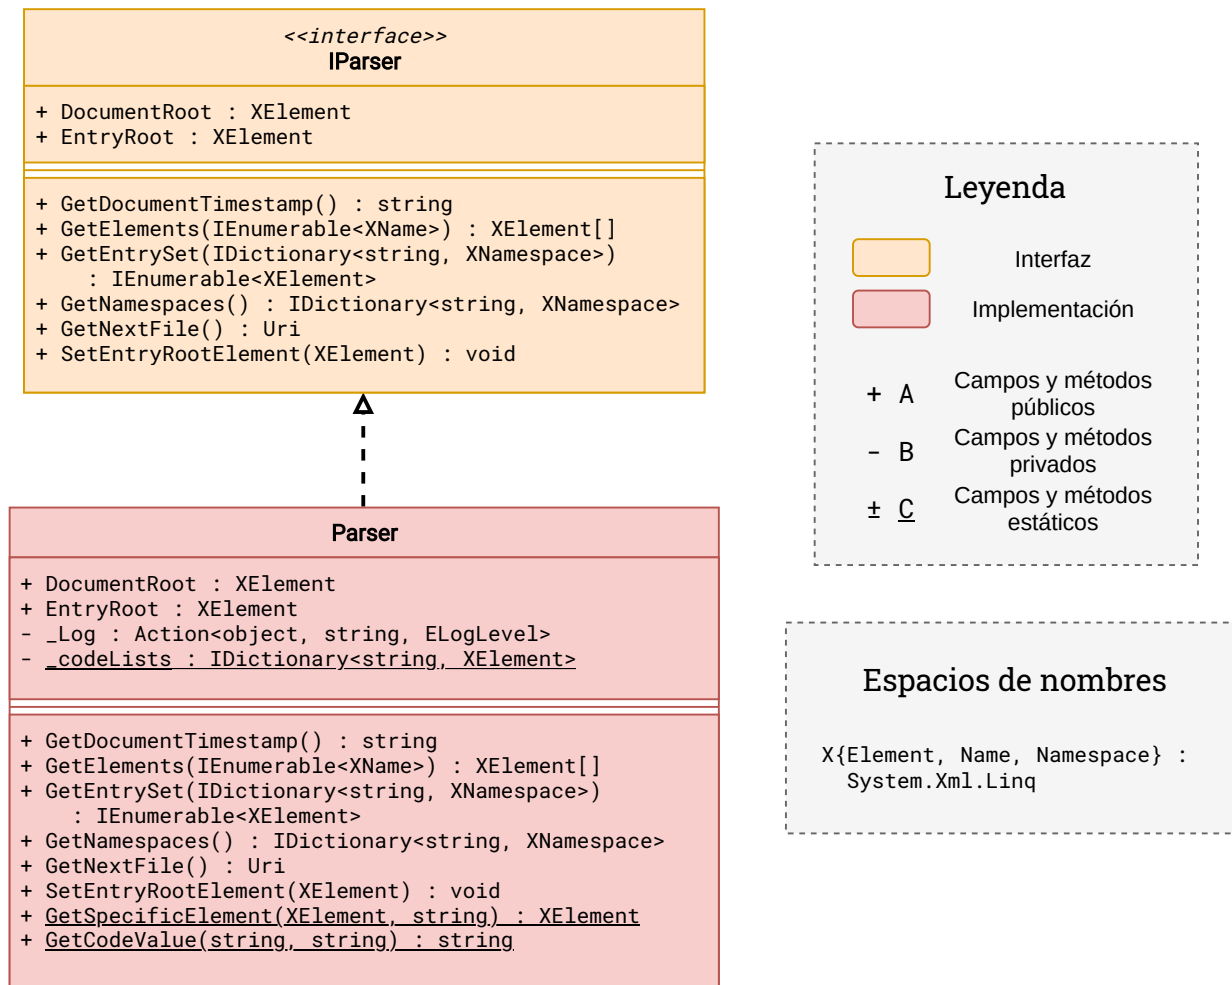 <<interface>>
IParser
+ DocumentRoot : XElement
+ EntryRoot : XElement
+ GetDocumentTimestamp() : string
+ GetElements(IEnumerable<XName>) : XElement[]
+ GetEntrySet(IDictionary<string, XNamespace>)
: IEnumerable<XElement>
+ GetNamespaces() : IDictionary<string, XNamespace>
+ GetNextFile() : Uri
+ SetEntryRootElement(XElement) : void
Parser
+ DocumentRoot : XElement
+ EntryRoot : XElement
- _Log : Action<object, string, ELogLevel>
- _codeLists : IDictionary<string, XElement>
+ GetDocumentTimestamp() : string
+ GetElements(IEnumerable<XName>) : XElement[]
+ GetEntrySet(IDictionary<string, XNamespace>)
: IEnumerable<XElement>
+ GetNamespaces() : IDictionary<string, XNamespace>
+ GetNextFile() : Uri
+ SetEntryRootElement(XElement) : void
+ GetSpecificElement(XElement, string) : XElement
+ GetCodeValue(string, string) : string
Leyenda
Interfaz
Implementación
+ A Campos y métodos
públicos
- B Campos y métodos
privados
± C Campos y métodos
estáticos
Espacios de nombres
X{Element, Name, Namespace} :
System.Xml.Linq